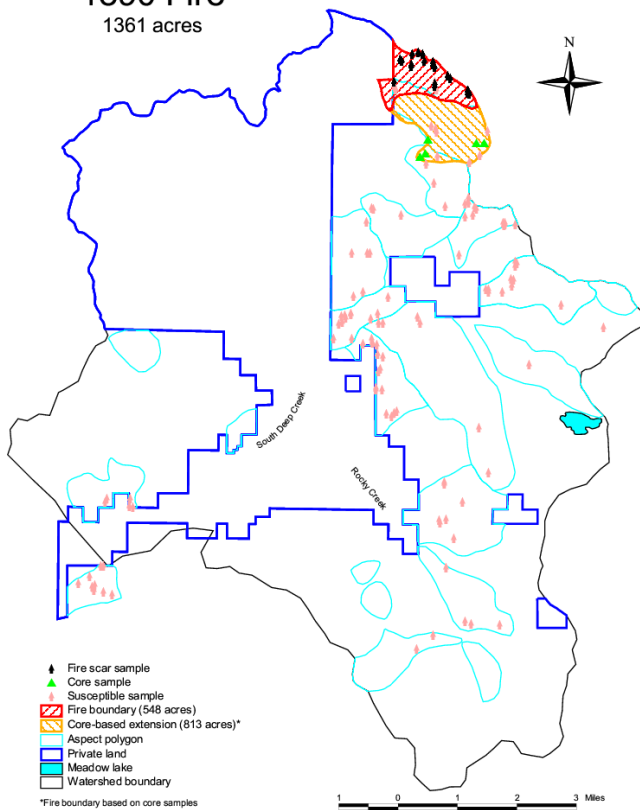 1361 acres
N
South Deep Creek
Rocky Creek
Fire scar sample
Core sample
Susceptible sample
Fire boundary (548 acres)
Core-based extension (813 acres)*
Aspect polygon
Private land
Meadow lake
Watershed boundary
*Fire boundary based on core samples
1 0 1 2 3 Miles